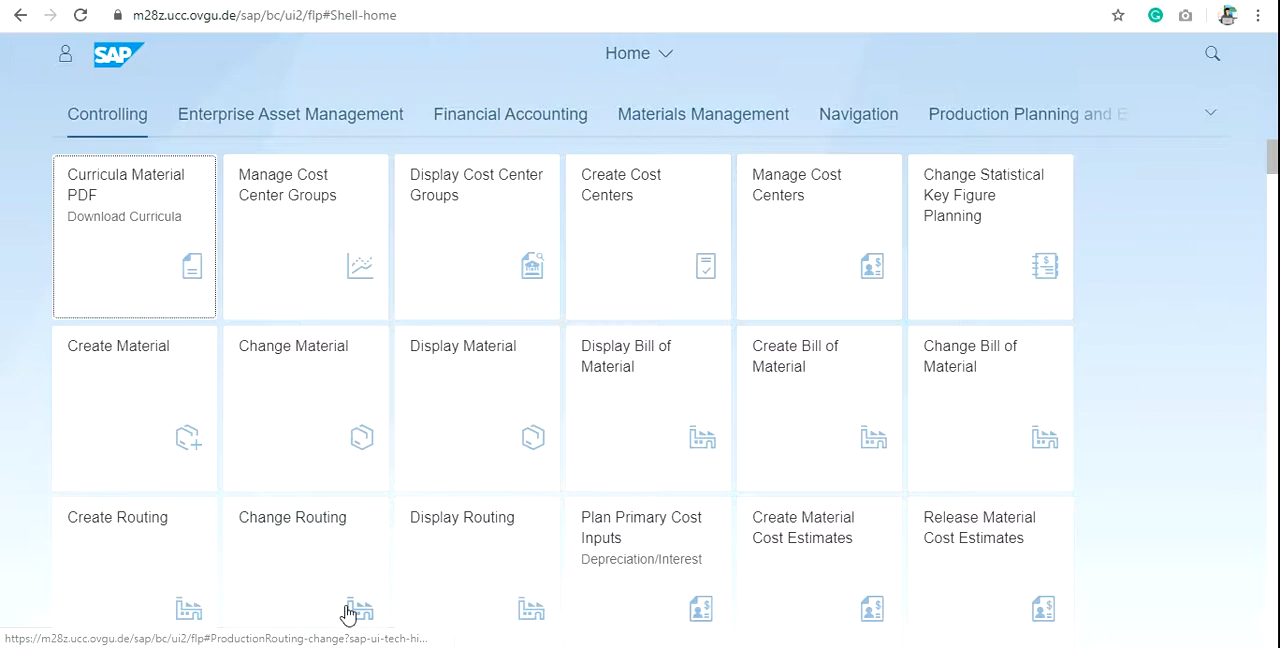 m28z.ucc.ovgu.de/sap/bc/ui2/flp#Shell-home
SAP
Home
Controlling
Enterprise Asset Management
Financial Accounting
Materials Management
Navigation
Production Planning and E
Curricula Material
PDF
Download Curricula
Manage Cost
Center Groups
Display Cost Center
Groups
Create Cost
Centers
Manage Cost
Centers
Change Statistical
Key Figure
Planning
Create Material
Change Material
Display Material
Display Bill of
Material
Create Bill of
Material
Change Bill of
Material
Create Routing
Change Routing
Display Routing
Plan Primary Cost
Inputs
Depreciation/Interest
Create Material
Cost Estimates
Release Material
Cost Estimates
https://m28z.ucc.ovgu.de/sap/bc/ui2/flp#ProductionRouting-change?sap-ui-tech-hi...